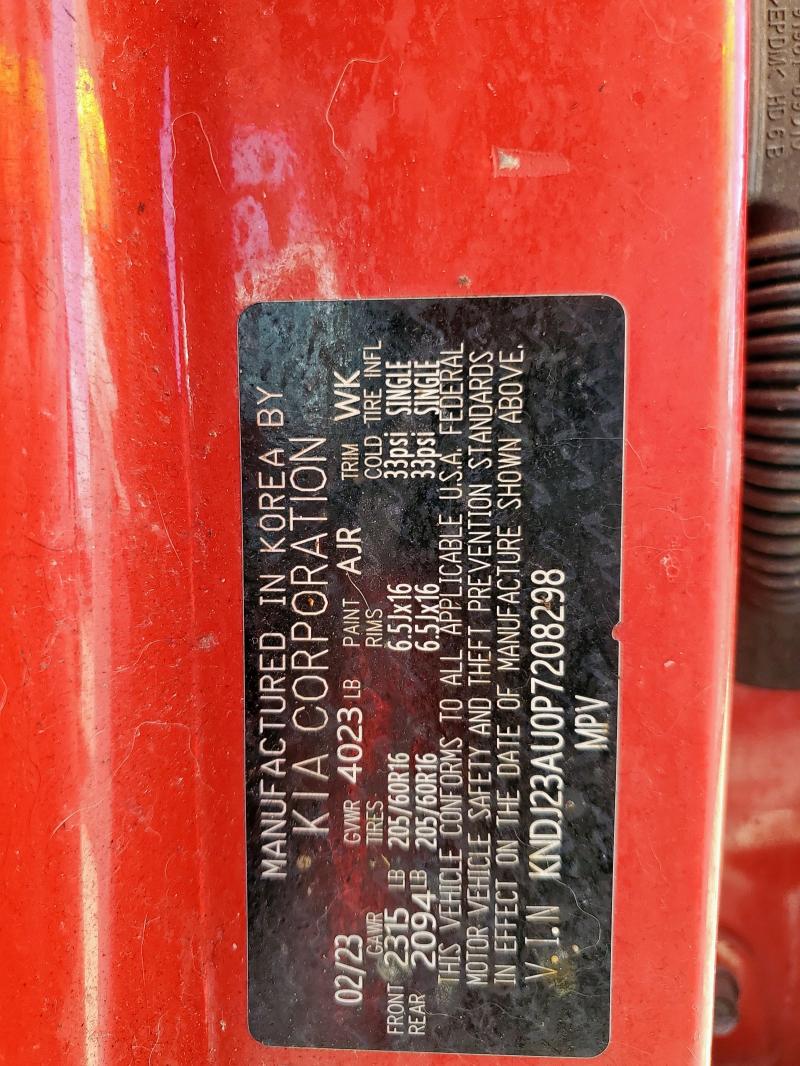 MANUFACTURED IN KOREA BY
KIA CORPORATION
02/23 GVWR 4023 LB PAINT AJR TRIM WK
GAWR TIRES RIMS COLD TIRE INFL
FRONT 2315 LB 205/60R16 6.5Jx16 33psi SINGLE
REAR 2094 LB 205/60R16 6.5Jx16 33psi SINGLE
THIS VEHICLE CONFORMS TO ALL APPLICABLE U.S.A. FEDERAL
MOTOR VEHICLE SAFETY AND THEFT PREVENTION STANDARDS
IN EFFECT ON THE DATE OF MANUFACTURE SHOWN ABOVE.
V.I.N KNDJ23AU0P7208298
MPV
EPDM< HD 6E